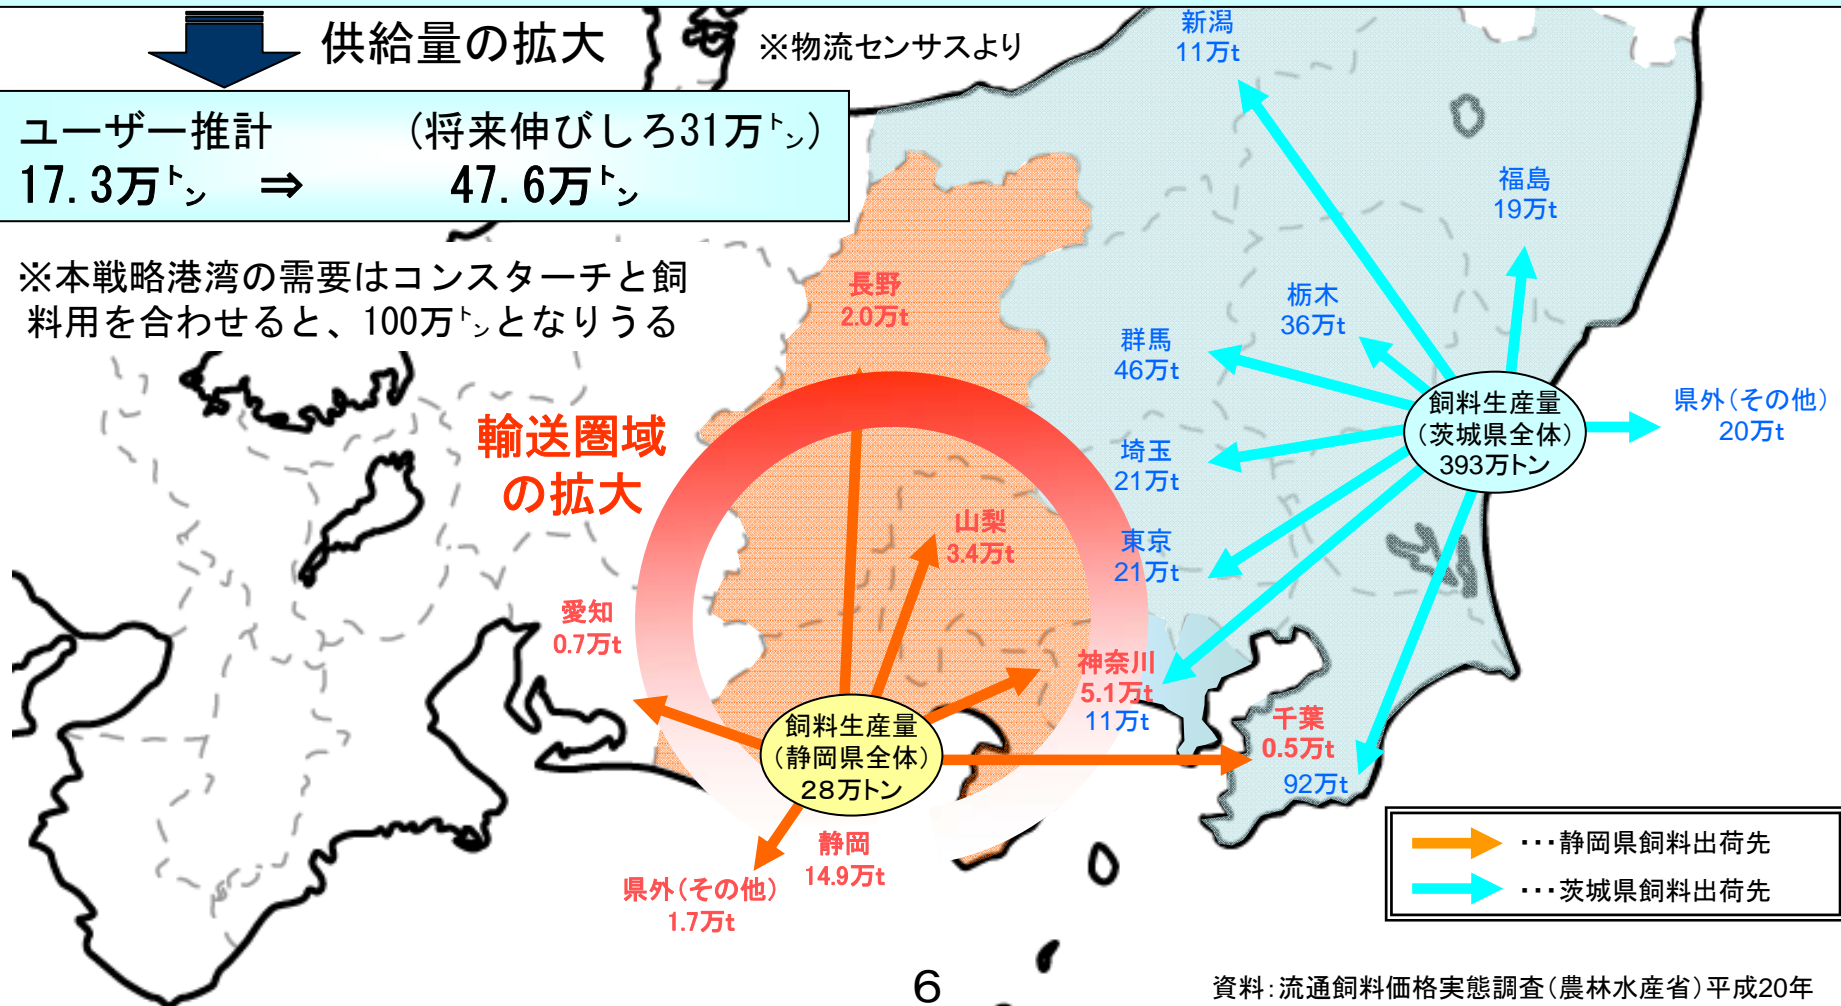 供給量の拡大
※物流センサスより
ユーザー推計 （将来伸びしろ31万トン）
17.3万トン ⇒ 47.6万トン
※本戦略港湾の需要はコンスターチと飼
料用を合わせると、100万トンとなりうる
輸送圏域
の拡大
新潟
11万t
福島
19万t
栃木
36万t
群馬
46万t
埼玉
21万t
東京
21万t
飼料生産量
（茨城県全体）
393万トン
県外（その他）
20万t
長野
2.0万t
山梨
3.4万t
愛知
0.7万t
神奈川
5.1万t
11万t
千葉
0.5万t
92万t
飼料生産量
（静岡県全体）
28万トン
静岡
14.9万t
県外（その他）
1.7万t
･･･静岡県飼料出荷先
･･･茨城県飼料出荷先
6
資料：流通飼料価格実態調査（農林水産省）平成20年